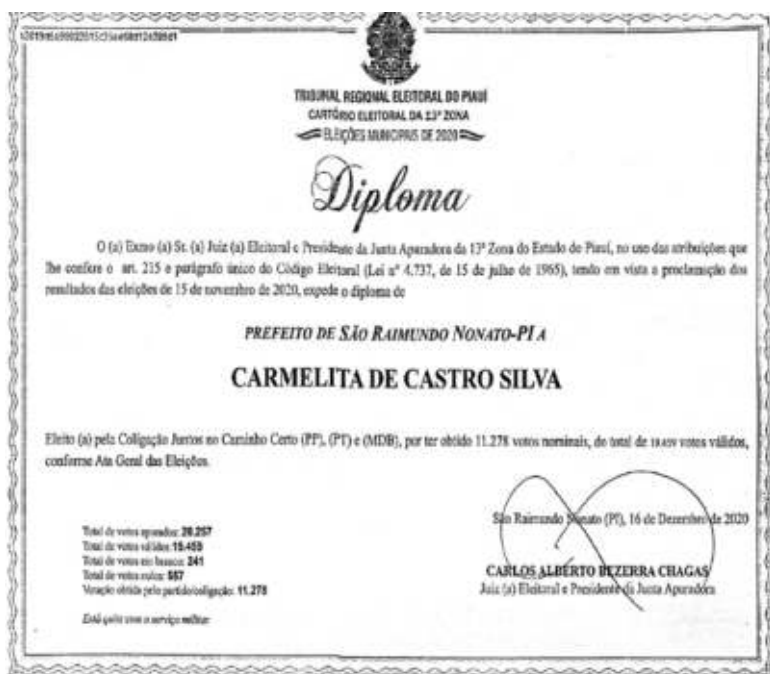 TRIBUNAL REGIONAL ELEITORAL DO PIAUÍ
CARTÓRIO ELEITORAL DA 13ª ZONA
ELEIÇÕES MUNICIPAIS DE 2020
Diploma
O (a) Exmo (a) Sr. (a) Juiz (a) Eleitoral e Presidente da Junta Apuradora da 13ª Zona do Estado do Piauí, no uso das atribuições que
lhe confere o art. 215 e parágrafo único do Código Eleitoral (Lei nº 4.737, de 15 de julho de 1965), tendo em vista a proclamação dos
resultados das eleições de 15 de novembro de 2020, expede o diploma de
PREFEITO DE SÃO RAIMUNDO NONATO-PI A
CARMELITA DE CASTRO SILVA
Eleito (a) pela Coligação Juntos no Caminho Certo (PP), (PT) e (MDB), por ter obtido 11.278 votos nominais, do total de 19.459 votos válidos,
conforme Ata Geral das Eleições.
São Raimundo Nonato (PI), 16 de Dezembro de 2020
CARLOS ALBERTO BEZERRA CHAGAS
Juiz (a) Eleitoral e Presidente da Junta Apuradora
Total de votos apurados: 20.257
Total de votos válidos: 19.459
Total de votos em branco: 241
Total de votos nulos: 557
Votação obtida pelo partido/coligação: 11.278
Está quite com o serviço militar